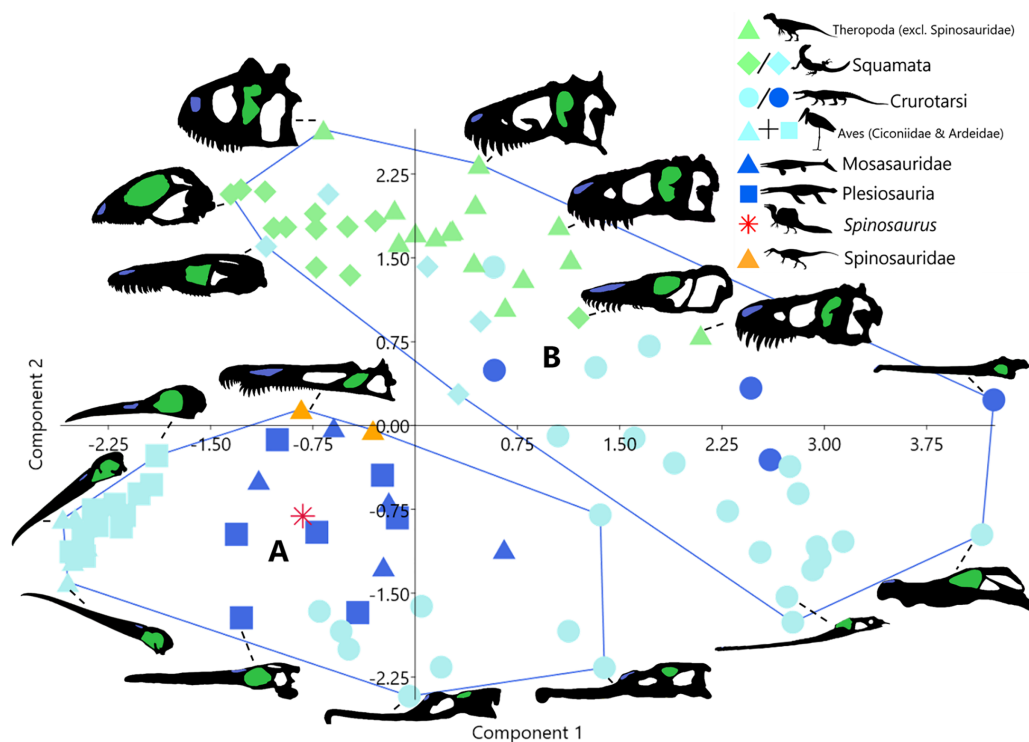 Theropoda (excl. Spinosauridae)
Squamata
Crurotarsi
Aves (Ciconiidae & Ardeidae)
Mosasauridae
Plesiosauria
Spinosaurus
Spinosauridae
2.25
1.50
0.75
B
0.00
-2.25 -1.50 -0.75 0.75 1.50 2.25 3.00 3.75
-0.75
A
-1.50
-2.25
Component 2
Component 1